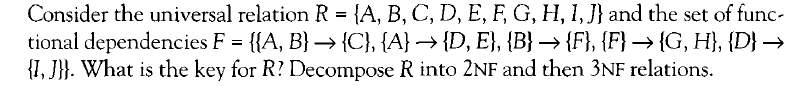 Consider the universal relation R = {A, B, C, D, E, F, G, H, I, J} and the set of func-
tional dependencies F = {{A, B} → {C}, {A} → {D, E}, {B} → {F}, {F} → {G, H}, {D} →
{I, J}}. What is the key for R? Decompose R into 2NF and then 3NF relations.